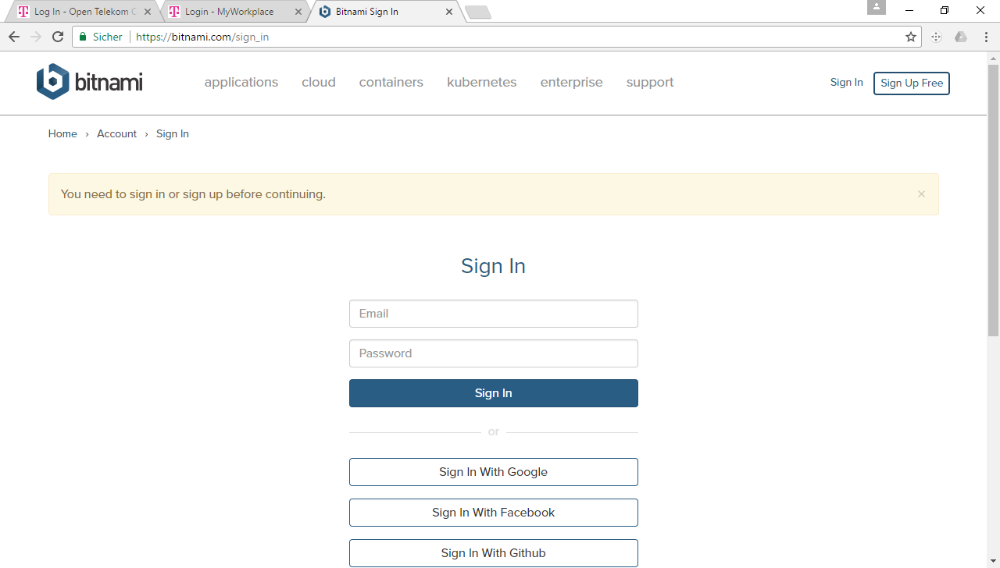 Log In - Open Telekom C
Login - MyWorkplace
Bitnami Sign In
Sicher https://bitnami.com/sign_in
bitnami
applications cloud containers kubernetes enterprise support
Sign In Sign Up Free
Home › Account › Sign In
You need to sign in or sign up before continuing. ×
Sign In
Email
Password
Sign In
or
Sign In With Google
Sign In With Facebook
Sign In With Github